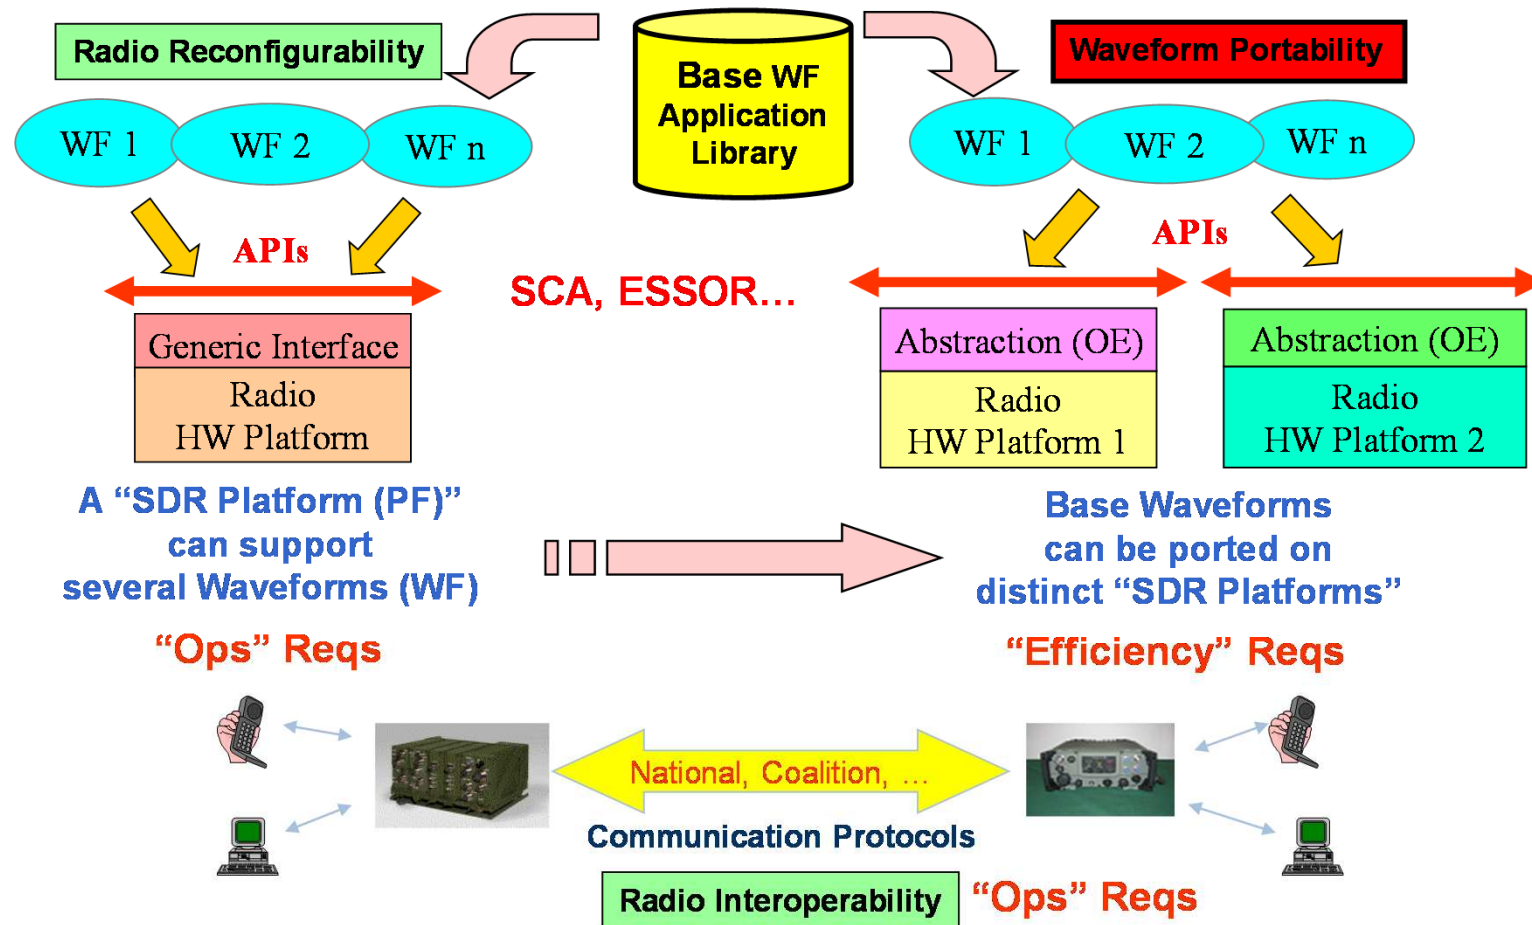 Radio Reconfigurability
Base WF
Application
Library
Waveform Portability
WF 1
WF 2
WF n
WF 1
WF 2
WF n
APIs
APIs
SCA, ESSOR…
Generic Interface
Radio
HW Platform
Abstraction (OE)
Radio
HW Platform 1
Abstraction (OE)
Radio
HW Platform 2
A “SDR Platform (PF)”
can support
several Waveforms (WF)
Base Waveforms
can be ported on
distinct “SDR Platforms”
“Ops” Reqs
“Efficiency” Reqs
National, Coalition, …
Communication Protocols
Radio Interoperability
“Ops” Reqs